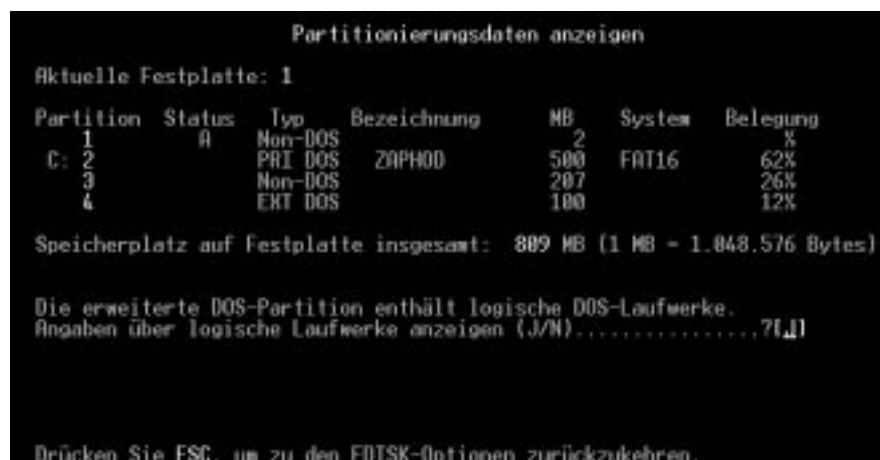 Partitionierungsdaten anzeigen
Aktuelle Festplatte: 1
Partition Status Typ Bezeichnung MB System Belegung
1 A Non-DOS 2 %
C: 2 PRI DOS ZAPHOD 500 FAT16 62%
3 Non-DOS 207 26%
4 EXT DOS 100 12%
Speicherplatz auf Festplatte insgesamt: 809 MB (1 MB = 1.048.576 Bytes)
Die erweiterte DOS-Partition enthält logische DOS-Laufwerke.
Angaben über logische Laufwerke anzeigen (J/N).................?[J]
Drücken Sie ESC, um zu den FDISK-Optionen zurückzukehren.